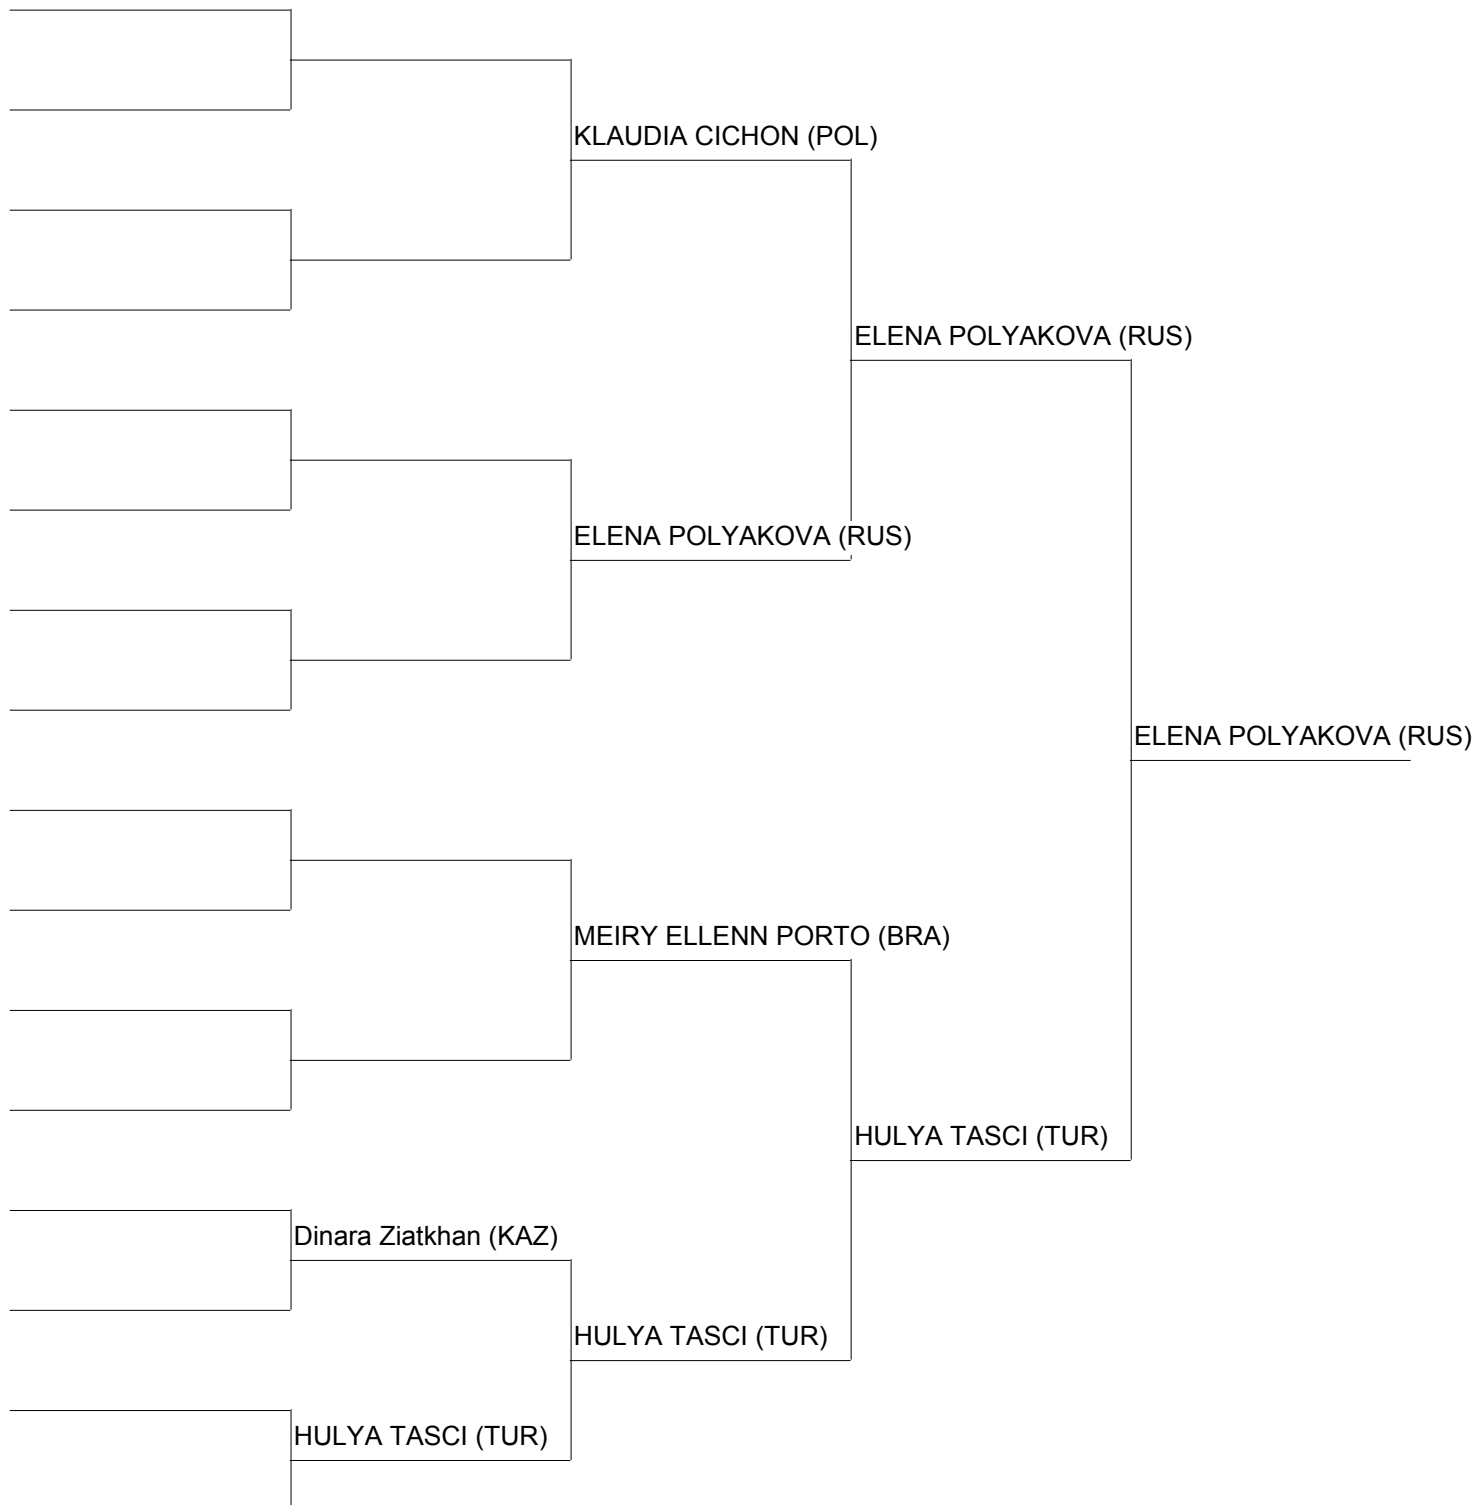 KLAUDIA CICHON (POL)
ELENA POLYAKOVA (RUS)
ELENA POLYAKOVA (RUS)
ELENA POLYAKOVA (RUS)
MEIRY ELLENN PORTO (BRA)
HULYA TASCI (TUR)
Dinara Ziatkhan (KAZ)
HULYA TASCI (TUR)
HULYA TASCI (TUR)